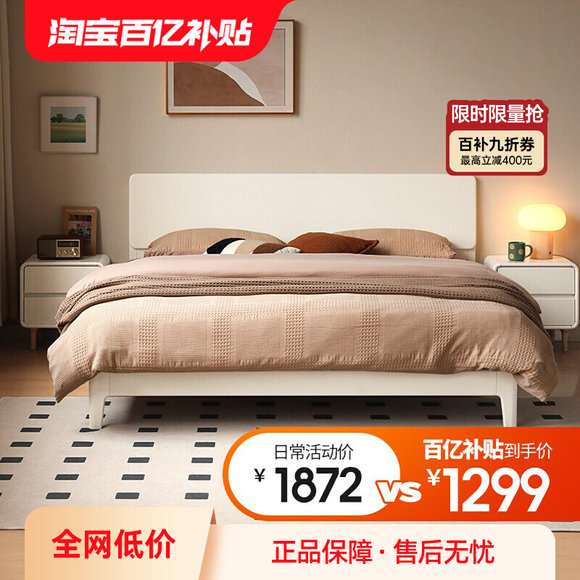 淘宝百亿补贴
限时限量抢
百补九折券
最高立减400元
日常活动价
¥1872
vs
百亿补贴到手价
¥1299
全网低价
正品保障·售后无忧